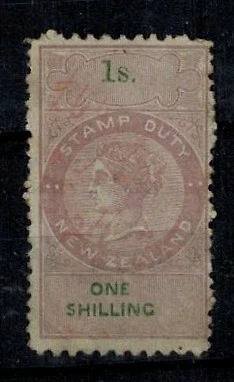 1s.
STAMP DUTY
NEW ZEALAND
ONE
SHILLING